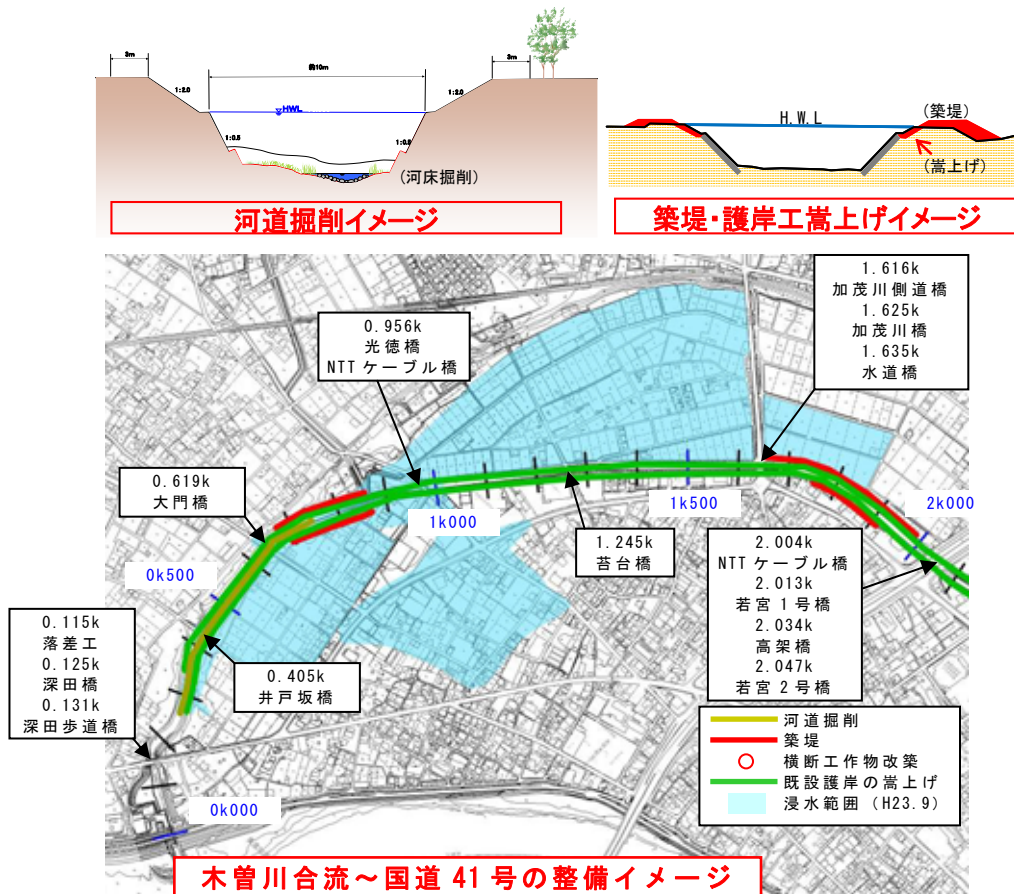 3m
約10m
3m
1:2.0
1:2.0
HWL
1:0.5
(河床掘削)
河道掘削イメージ
H.W.L
(築堤)
(嵩上げ)
築堤・護岸工嵩上げイメージ
1.616k
加茂川側道橋
1.625k
加茂川橋
1.635k
水道橋
0.956k
光徳橋
NTTケーブル橋
0.619k
大門橋
1k000
1k500
2k000
1.245k
苔台橋
0k500
2.004k
NTTケーブル橋
2.013k
若宮1号橋
2.034k
高架橋
2.047k
若宮2号橋
0.115k
落差工
0.125k
深田橋
0.131k
深田歩道橋
0.405k
井戸坂橋
0k000
河道掘削
築堤
横断工作物改築
既設護岸の嵩上げ
浸水範囲(H23.9)
木曽川合流~国道41号の整備イメージ